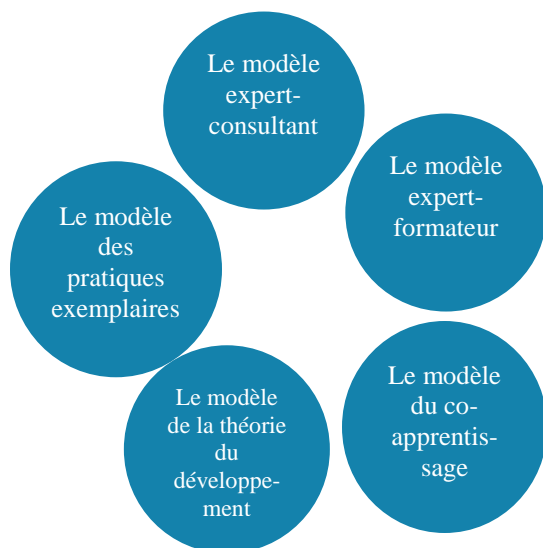 Le modèle
expert-
consultant
Le modèle
expert-
formateur
Le modèle
du co-
apprentis-
sage
Le modèle
de la théorie
du
développe-
ment
Le modèle
des
pratiques
exemplaires